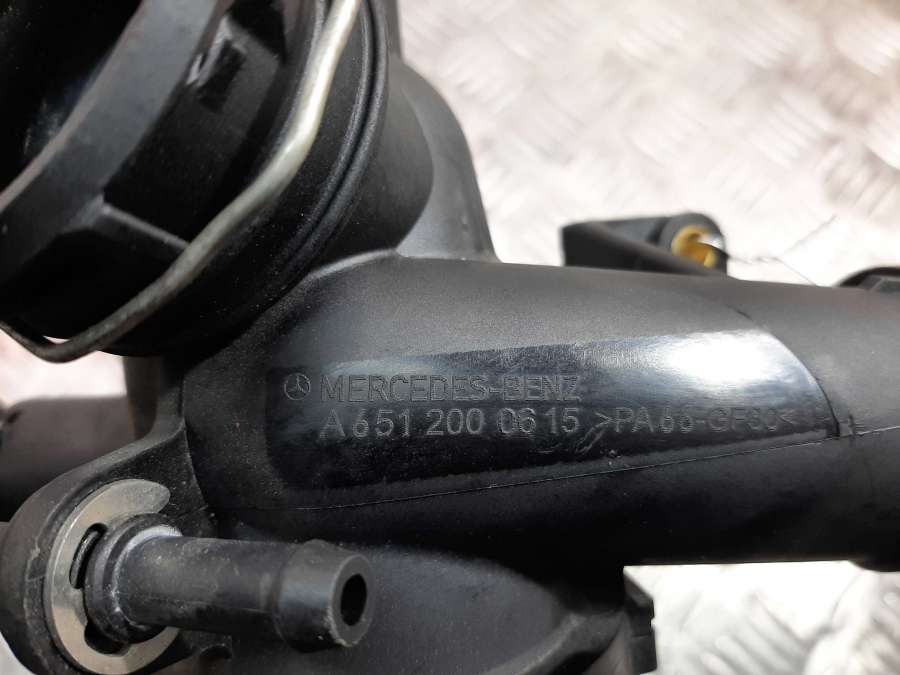 MERCEDES-BENZ
A 651 200 0615 >PA66-GF30<